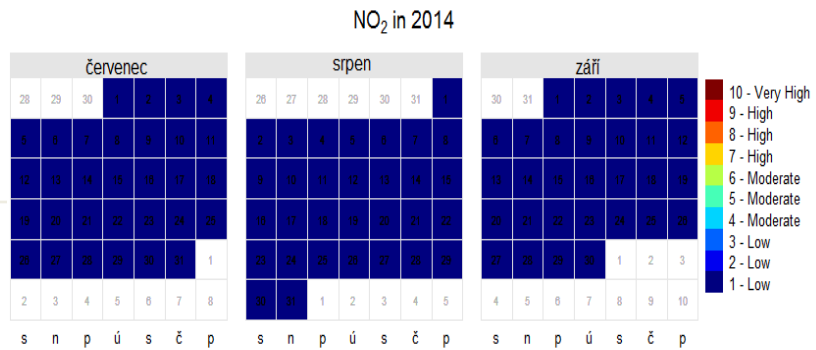 NO2 in 2014
červenec
srpen
září
28 29 30 1 2 3 4
5 6 7 8 9 10 11
12 13 14 15 16 17 18
19 20 21 22 23 24 25
26 27 28 29 30 31 1
2 3 4 5 6 7 8
s n p ú s č p
26 27 28 29 30 31 1
2 3 4 5 6 7 8
9 10 11 12 13 14 15
16 17 18 19 20 21 22
23 24 25 26 27 28 29
30 31 1 2 3 4 5
s n p ú s č p
30 31 1 2 3 4 5
6 7 8 9 10 11 12
13 14 15 16 17 18 19
20 21 22 23 24 25 26
27 28 29 30 1 2 3
4 5 6 7 8 9 10
s n p ú s č p
10 - Very High
9 - High
8 - High
7 - High
6 - Moderate
5 - Moderate
4 - Moderate
3 - Low
2 - Low
1 - Low